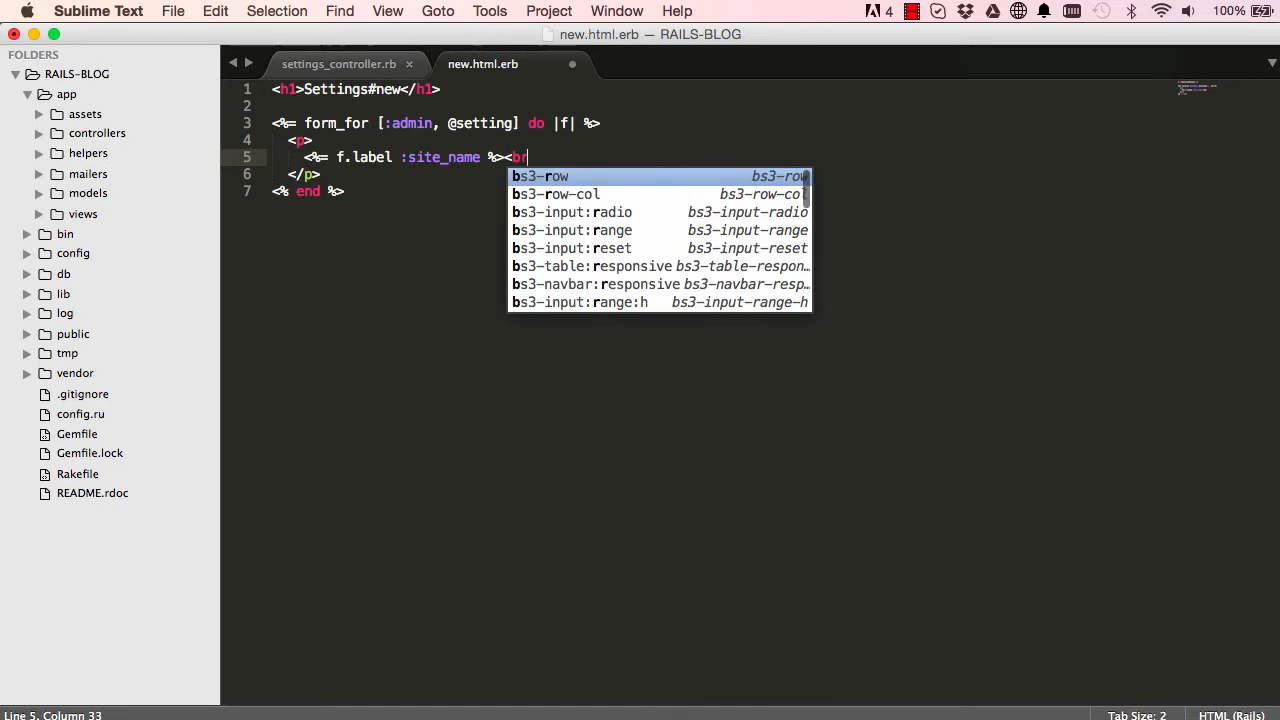 Sublime Text File Edit Selection Find View Goto Tools Project Window Help 4 100%
new.html.erb — RAILS-BLOG
FOLDERS
RAILS-BLOG
app
assets
controllers
helpers
mailers
models
views
bin
config
db
lib
log
public
tmp
vendor
.gitignore
config.ru
Gemfile
Gemfile.lock
Rakefile
README.rdoc
settings_controller.rb × new.html.erb
1 <h1>Settings#new</h1>
2
3 <%= form_for [:admin, @setting] do |f| %>
4 <p>
5 <%= f.label :site_name %><br
6 </p>
7 <% end %>
bs3-row bs3-row
bs3-row-col bs3-row-col
bs3-input:radio bs3-input-radio
bs3-input:range bs3-input-range
bs3-input:reset bs3-input-reset
bs3-table:responsive bs3-table-respon…
bs3-navbar:responsive bs3-navbar-resp…
bs3-input:range:h bs3-input-range-h
Line 5, Column 33 Tab Size: 2 HTML (Rails)